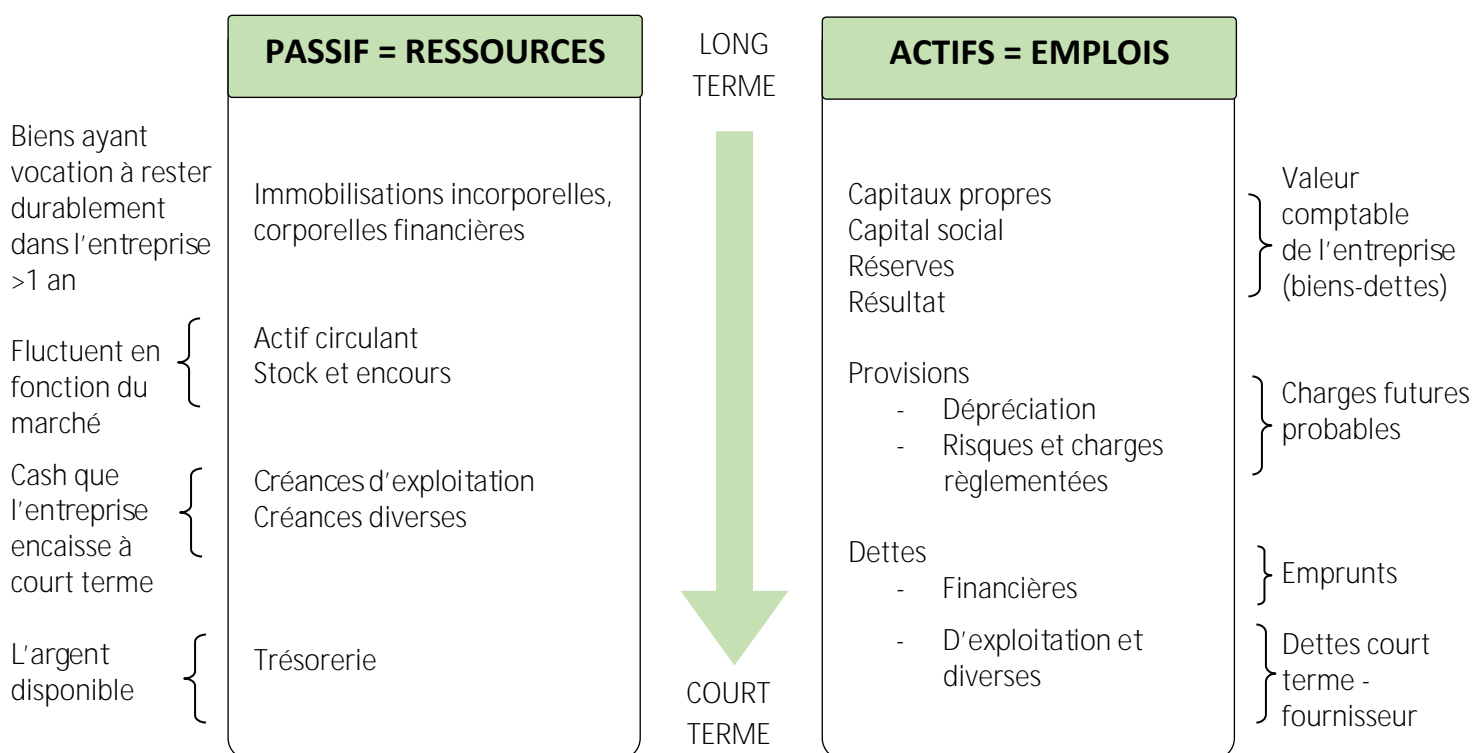 PASSIF = RESSOURCES
LONG
TERME
ACTIFS = EMPLOIS
Biens ayant
vocation à rester
durablement
dans l'entreprise
>1 an
Immobilisations incorporelles,
corporelles financières
Capitaux propres
Capital social
Réserves
Résultat
Valeur
comptable
de l'entreprise
(biens-dettes)
Fluctuent en
fonction du
marché
Actif circulant
Stock et encours
Provisions
- Dépréciation
- Risques et charges
règlementées
Charges futures
probables
Cash que
l'entreprise
encaisse à
court terme
Créances d'exploitation
Créances diverses
Dettes
- Financières
Emprunts
L'argent
disponible
Trésorerie
- D'exploitation et
diverses
Dettes court
terme -
fournisseur
COURT
TERME